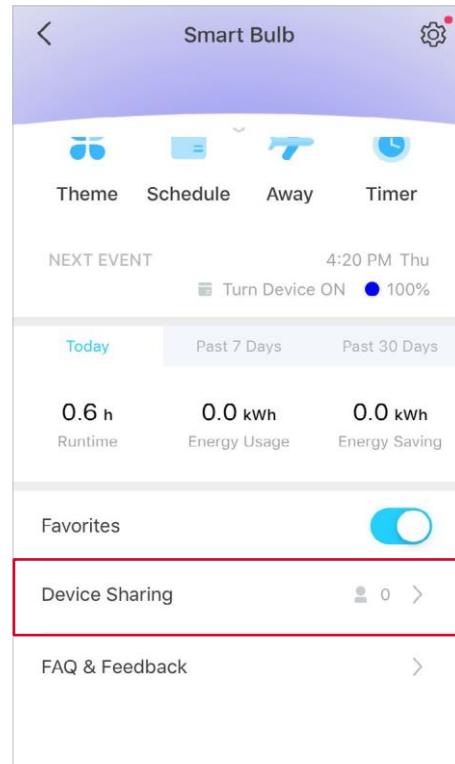 Smart Bulb
Theme Schedule Away Timer
NEXT EVENT 4:20 PM Thu
Turn Device ON 100%
Today Past 7 Days Past 30 Days
0.6 h 0.0 kWh 0.0 kWh
Runtime Energy Usage Energy Saving
Favorites
Device Sharing 0
FAQ & Feedback